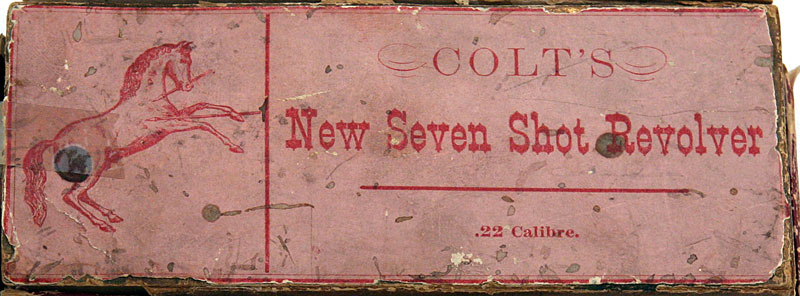 COLT'S
New Seven Shot Revolver
.22 Calibre.